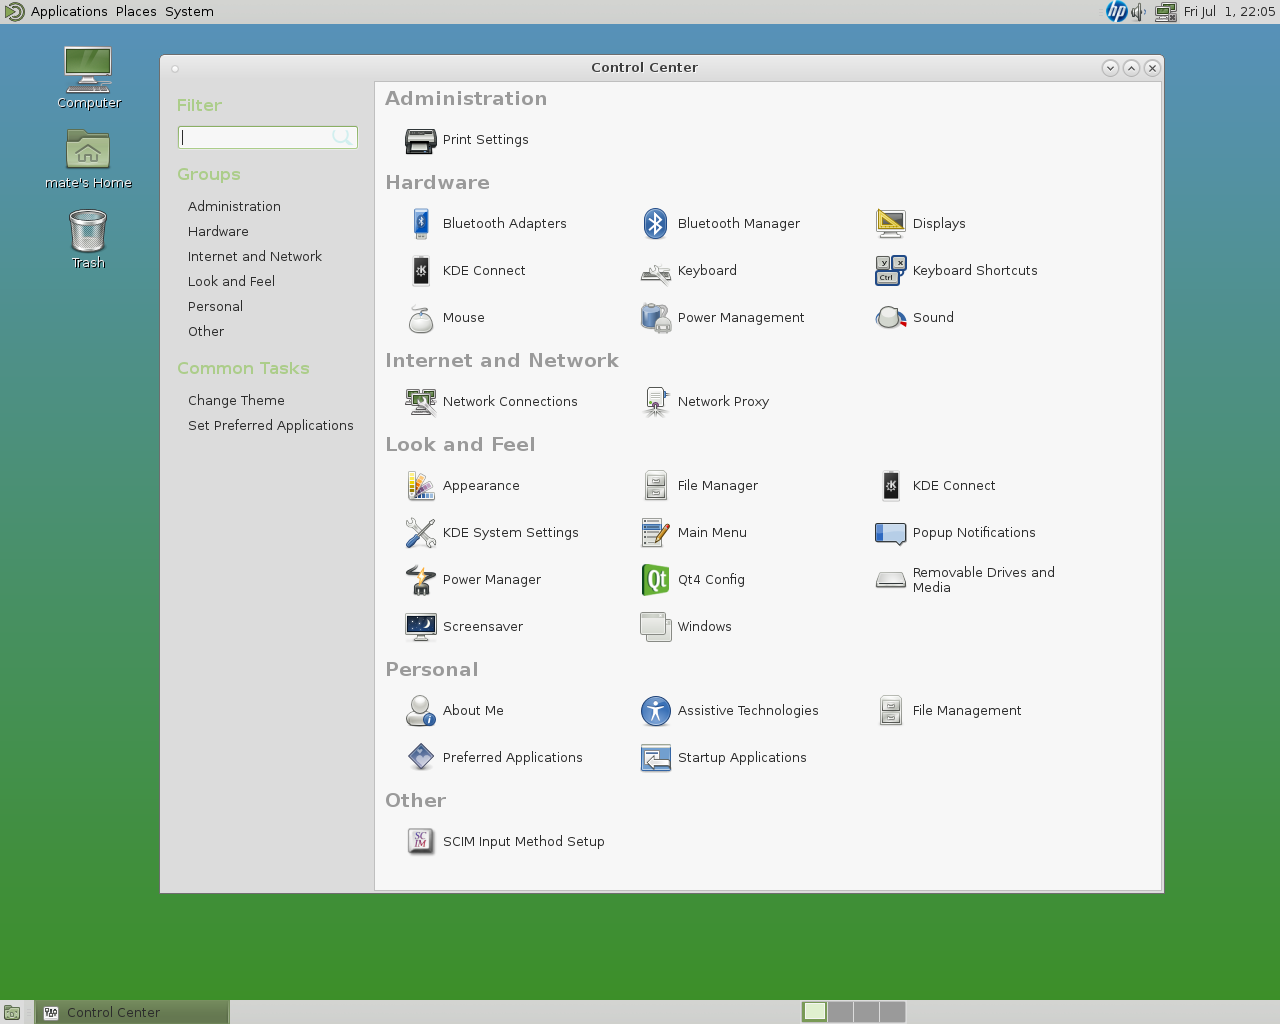 Applications Places System
hp
Fri Jul 1, 22:05
Computer
mate's Home
Trash
Control Center
Filter
Groups
Administration
Hardware
Internet and Network
Look and Feel
Personal
Other
Common Tasks
Change Theme
Set Preferred Applications
Administration
Print Settings
Hardware
Bluetooth Adapters
Bluetooth Manager
Displays
KDE Connect
Keyboard
Keyboard Shortcuts
Mouse
Power Management
Sound
Internet and Network
Network Connections
Network Proxy
Look and Feel
Appearance
File Manager
KDE Connect
KDE System Settings
Main Menu
Popup Notifications
Power Manager
Qt
Qt4 Config
Removable Drives and
Media
Screensaver
Windows
Personal
About Me
Assistive Technologies
File Management
Preferred Applications
Startup Applications
Other
SCIM Input Method Setup
Control Center